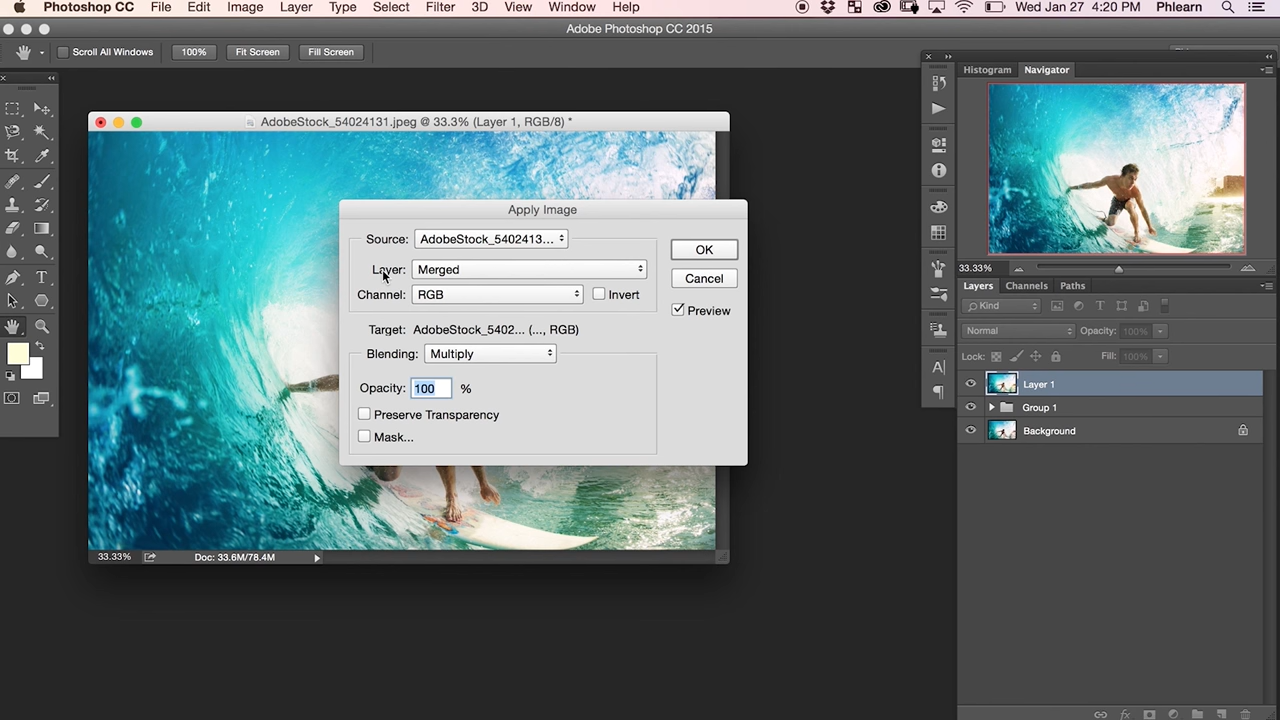 Photoshop CC File Edit Image Layer Type Select Filter 3D View Window Help Wed Jan 27 4:20 PM Phlearn
Adobe Photoshop CC 2015
Scroll All Windows 100% Fit Screen Fill Screen
Histogram Navigator
AdobeStock_54024131.jpeg @ 33.3% (Layer 1, RGB/8) *
Apply Image
Source: AdobeStock_5402413...
OK
Layer: Merged
Cancel
Channel: RGB Invert
Preview
Target: AdobeStock_5402... (..., RGB)
Blending: Multiply
Opacity: 100 %
Preserve Transparency
Mask...
33.33% Doc: 33.6M/78.4M
33.33%
Layers Channels Paths
Kind
Normal Opacity: 100%
Lock: Fill: 100%
Layer 1
Group 1
Background